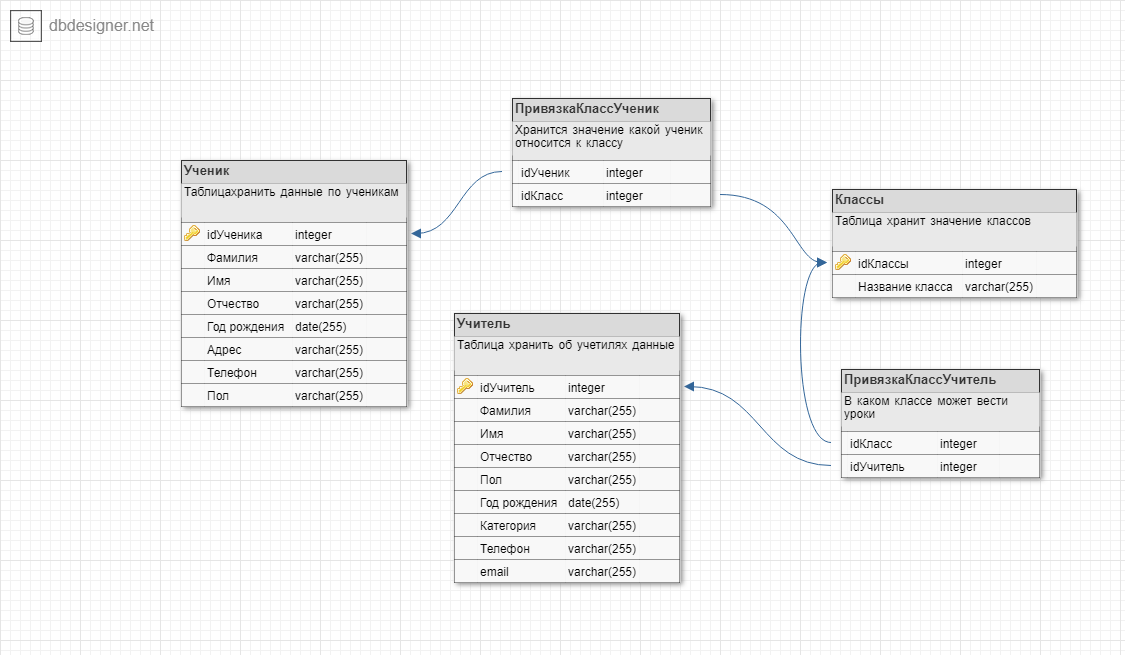 dbdesigner.net
ПривязкаКлассУченик
Хранится значение какой ученик
относится к классу
idУченик integer
idКласс integer
Ученик
Таблицахранить данные по ученикам
idУченика integer
Фамилия varchar(255)
Имя varchar(255)
Отчество varchar(255)
Год рождения date(255)
Адрес varchar(255)
Телефон varchar(255)
Пол varchar(255)
Классы
Таблица хранит значение классов
idКлассы integer
Название класса varchar(255)
Учитель
Таблица хранить об учетилях данные
idУчитель integer
Фамилия varchar(255)
Имя varchar(255)
Отчество varchar(255)
Пол varchar(255)
Год рождения date(255)
Категория varchar(255)
Телефон varchar(255)
email varchar(255)
ПривязкаКлассУчитель
В каком классе может вести
уроки
idКласс integer
idУчитель integer